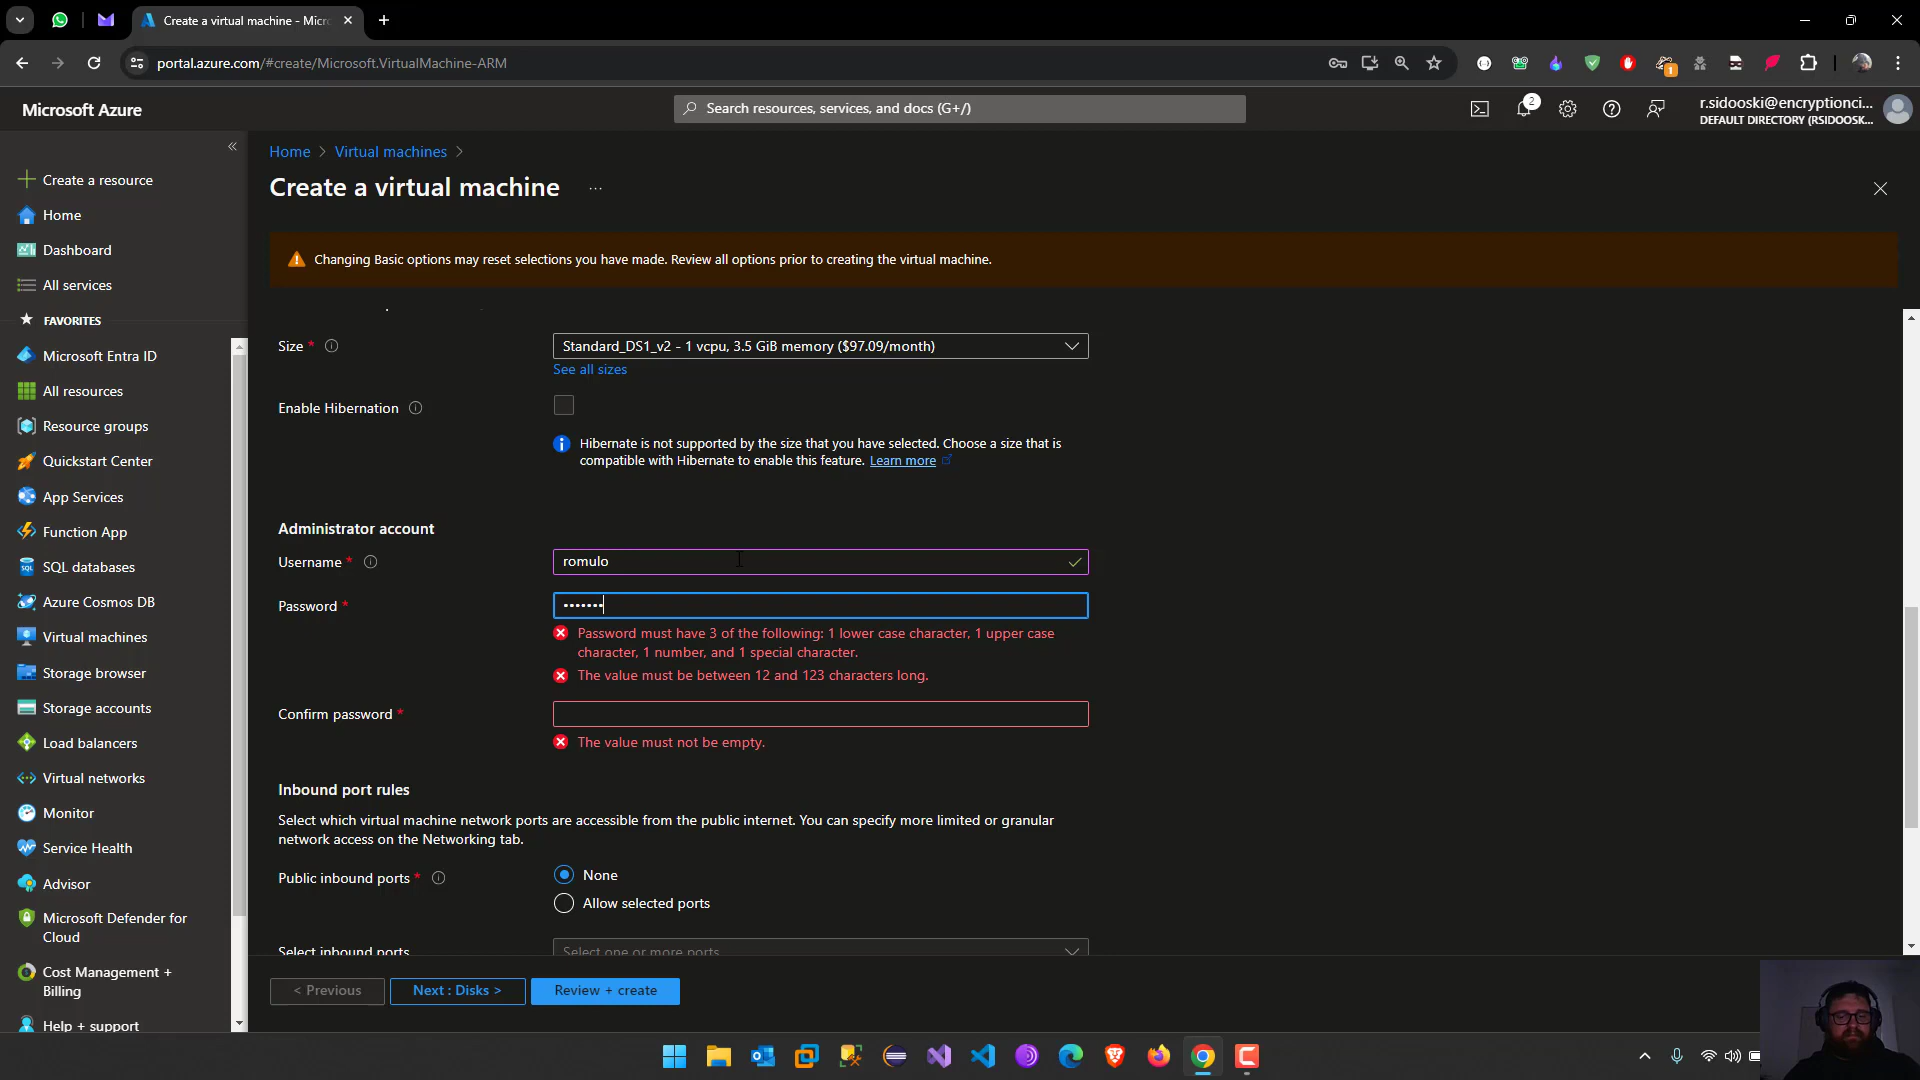 Create a virtual machine - Micr
portal.azure.com/#create/Microsoft.VirtualMachine-ARM
1
Microsoft Azure
Search resources, services, and docs (G+/)
2
r.sidooski@encryptionci...
DEFAULT DIRECTORY (RSIDOOSK...
Create a resource
Home
Dashboard
All services
FAVORITES
Microsoft Entra ID
All resources
Resource groups
Quickstart Center
App Services
Function App
SQL databases
Azure Cosmos DB
Virtual machines
Storage browser
Storage accounts
Load balancers
Virtual networks
Monitor
Service Health
Advisor
Microsoft Defender for
Cloud
Cost Management +
Billing
Help + support
Home > Virtual machines >
Create a virtual machine ...
Changing Basic options may reset selections you have made. Review all options prior to creating the virtual machine.
Size *
Standard_DS1_v2 - 1 vcpu, 3.5 GiB memory ($97.09/month)
See all sizes
Enable Hibernation
Hibernate is not supported by the size that you have selected. Choose a size that is
compatible with Hibernate to enable this feature. Learn more
Administrator account
Username *
romulo
Password *
•••••••
Password must have 3 of the following: 1 lower case character, 1 upper case
character, 1 number, and 1 special character.
The value must be between 12 and 123 characters long.
Confirm password *
The value must not be empty.
Inbound port rules
Select which virtual machine network ports are accessible from the public internet. You can specify more limited or granular
network access on the Networking tab.
Public inbound ports *
None
Allow selected ports
Select inbound ports
Select one or more ports
< Previous
Next : Disks >
Review + create